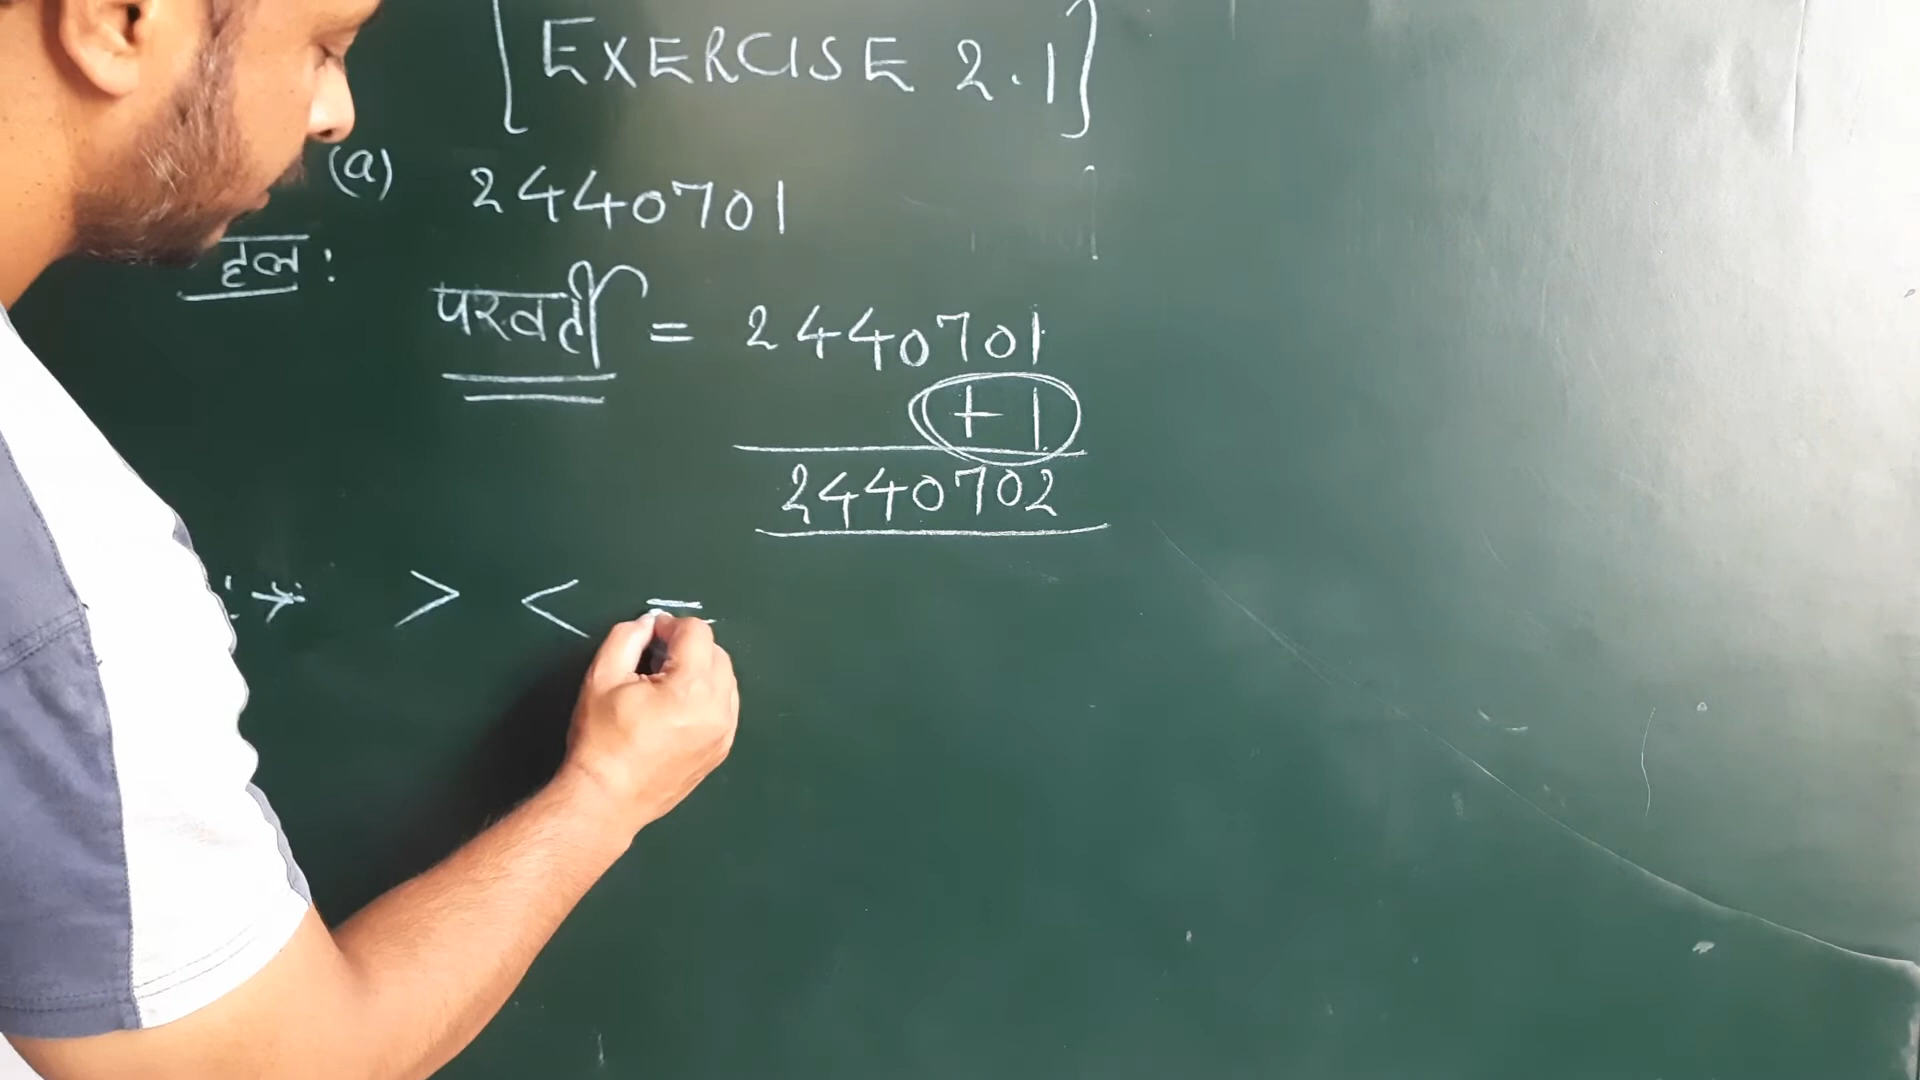 [EXERCISE 2.1]
(a) 2440701
हल :
परवर्ती = 2440701
+ 1
2440702
:→ > < =